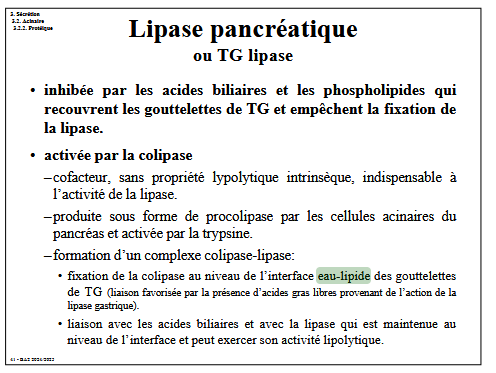 3. Sécrétion
3.2. Acinaire
3.2.2. Protéique
Lipase pancréatique
ou TG lipase
• inhibée par les acides biliaires et les phospholipides qui
recouvrent les gouttelettes de TG et empêchent la fixation de
la lipase.
• activée par la colipase
–cofacteur, sans propriété lypolytique intrinsèque, indispensable à
l’activité de la lipase.
–produite sous forme de procolipase par les cellules acinaires du
pancréas et activée par la trypsine.
–formation d’un complexe colipase-lipase:
• fixation de la colipase au niveau de l’interface eau-lipide des gouttelettes
de TG (liaison favorisée par la présence d’acides gras libres provenant de l’action de la
lipase gastrique).
• liaison avec les acides biliaires et avec la lipase qui est maintenue au
niveau de l’interface et peut exercer son activité lipolytique.